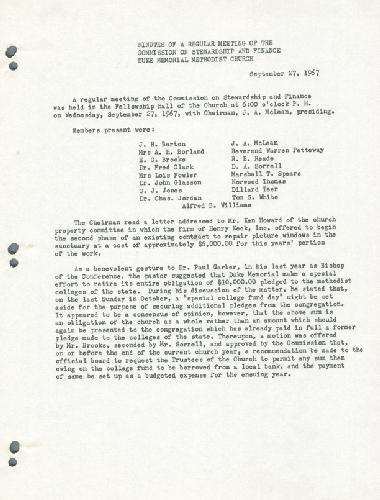 MINUTES OF A REGULAR MEETING OF THE
COMMISSION ON STEWARDSHIP AND FINANCE
DUKE MEMORIAL METHODIST CHURCH
September 27, 1967
A regular meeting of the Commission on Stewardship and Finance
was held in the Fellowship Hall of the Church at 6:00 o'clock P. M.
on Wednesday, September 27, 1967, with Chairman, J. A. McLean, presiding.
Members present were:
J. H. Barton J. A. McLean
Mrs A. H. Borland Reverend Warren Petteway
E. C. Brooks R. E. Rhode
Dr. Fred Clark D. A. Sorrell
Mrs Lois Fowler Marshall T. Spears
Dr. John Glasson Norwood Thomas
C. J. Jones Dillard Teer
Dr. Chas. Jordan Tom S. White
Alfred S. Williams
The Chairman read a letter addressed to Mr. Ken Howard of the church
property committee in which the firm of Henry Keck, Inc. offered to begin
the second phase of an existing contract to repair picture windows in the
sanctuary at a cost of approximately $6,000.00 for this years' portion
of the work.
As a benevolent gesture to Dr. Paul Garber, in his last year as Bishop
of the Conference, the pastor suggested that Duke Memorial make a special
effort to retire its entire obligation of $10,000.00 pledged to the methodist
colleges of the state. During his discussion of the matter, he stated that,
on the last Sunday in October, a 'special college fund day' might be set
aside for the purpose of securing additional pledges from the congregation.
It appeared to be a consensus of opinion, however, that the above sum is
an obligation of the church as a whole rather than an amount which should
again be presented to the congregation which has already paid in full a former
pledge made to the colleges of the state. Thereupon, a motion was offered
by Mr. Brooks, seconded by Mr. Sorrell, and approved by the Commission that,
on or before the end of the current church year, a recommendation be made to the
official board to request the Trustees of the Church to permit any sum then
owing on the college fund to be borrowed from a local bank, and the payment
of same be set up as a budgeted expense for the ensuing year.